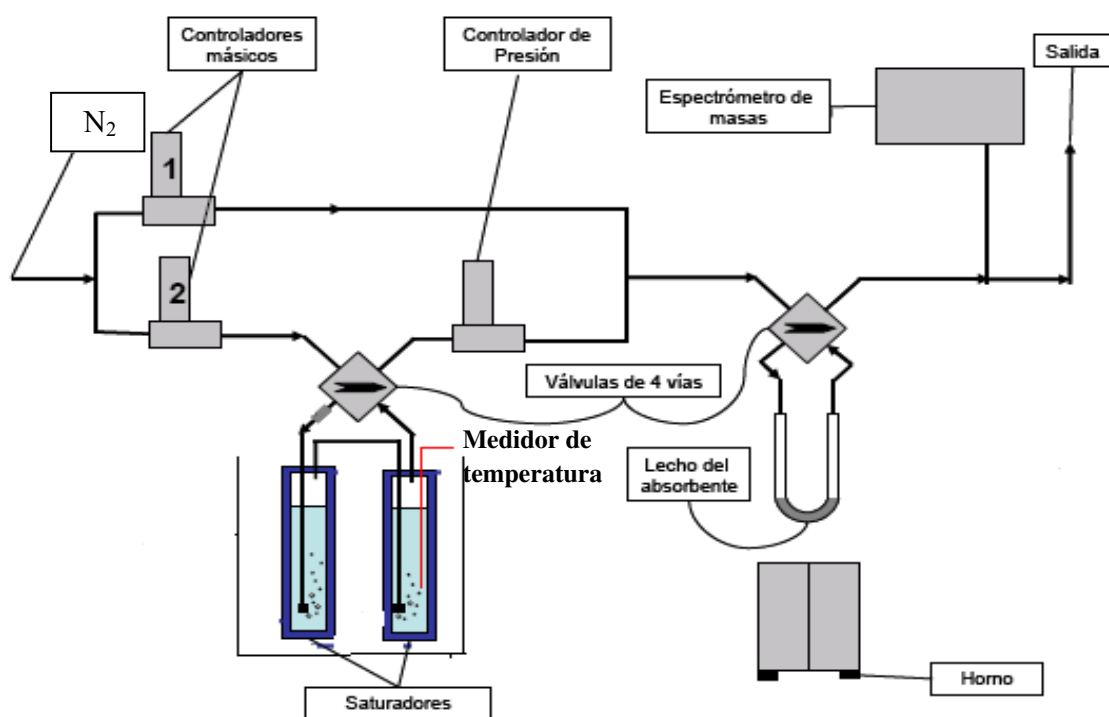 Controladores
másicos
Controlador de
Presión
Salida
Espectrómetro de
masas
N₂
1
2
Válvulas de 4 vías
Medidor de
temperatura
Lecho del
absorbente
Horno
Saturadores